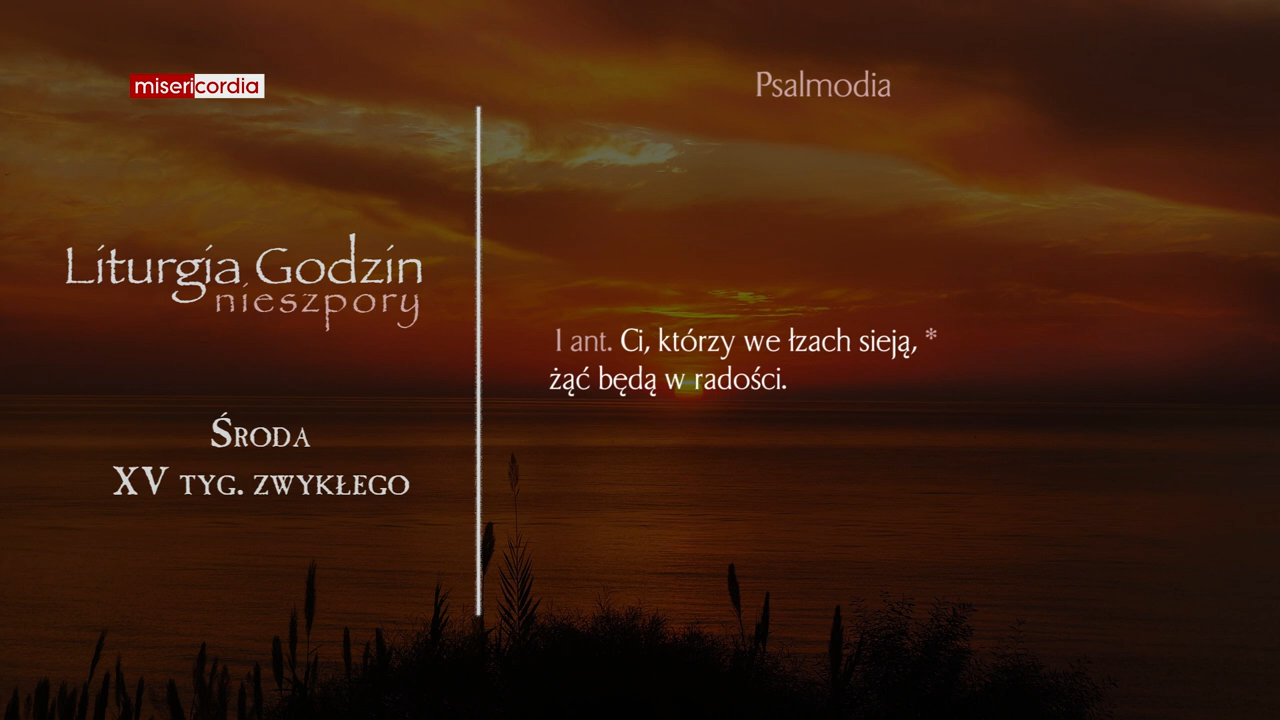 misericordia
Psalmodia
Liturgia Godzin
nieszpory
I ant. Ci, którzy we łzach sieją, *
żąć będą w radości.
Środa
XV tyg. zwykłego